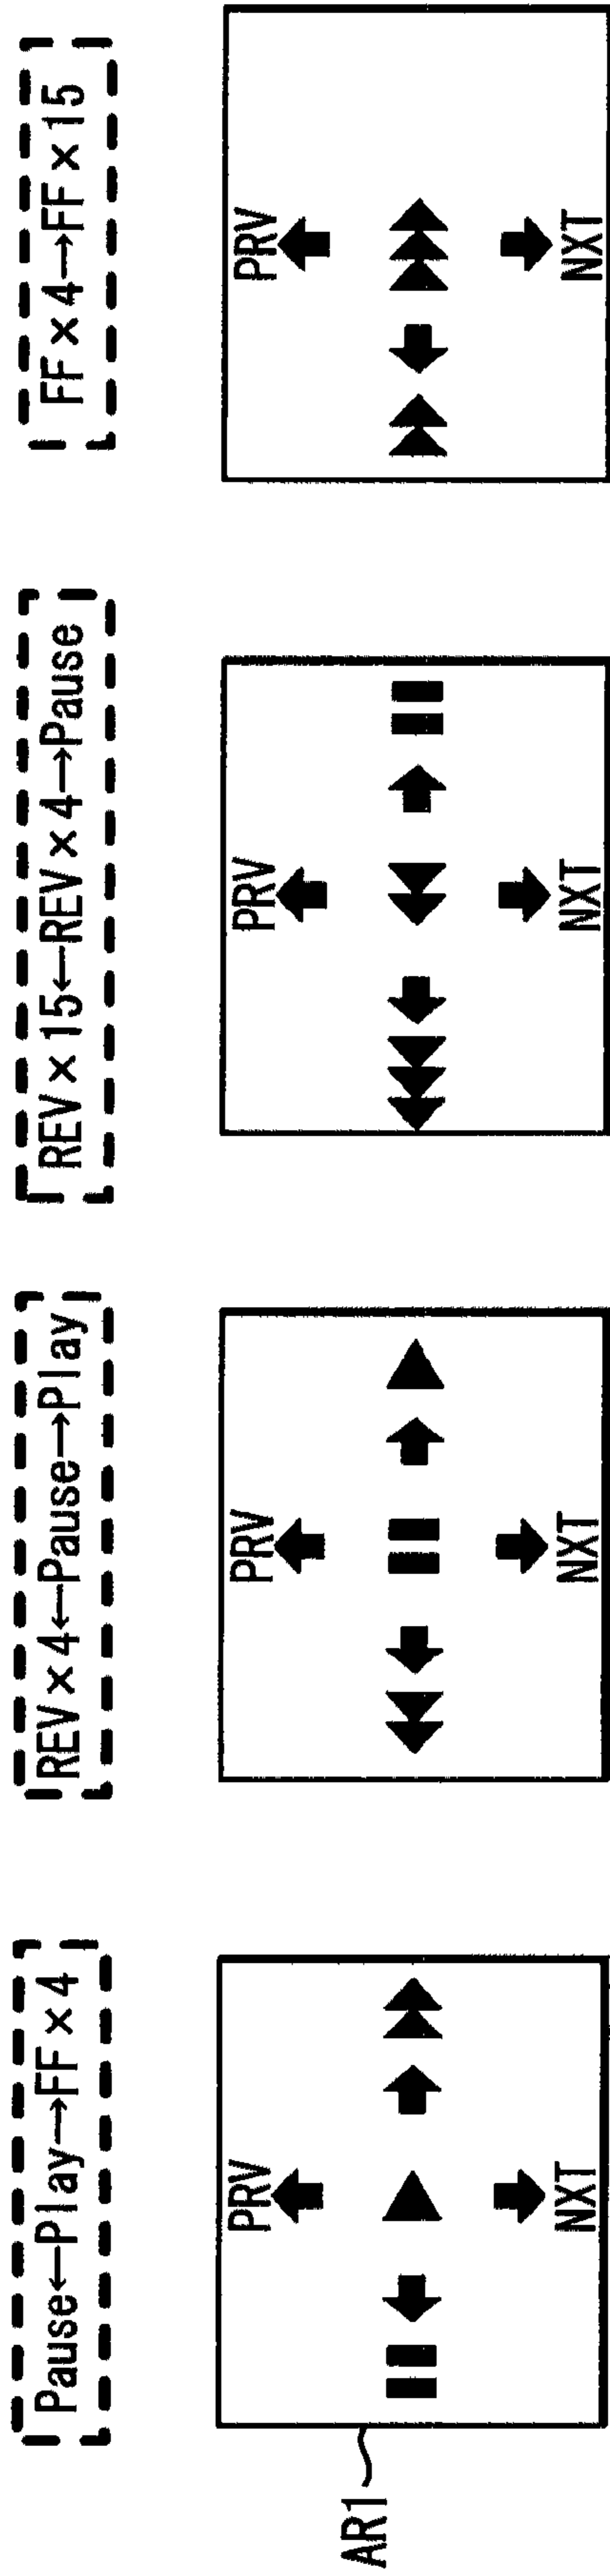 Pause←Play→FF×4
REV×4←Pause→Play
REV×15←REV×4→Pause
FF×4→FF×15
AR1
PRV
NXT
PRV
NXT
PRV
NXT
PRV
NXT